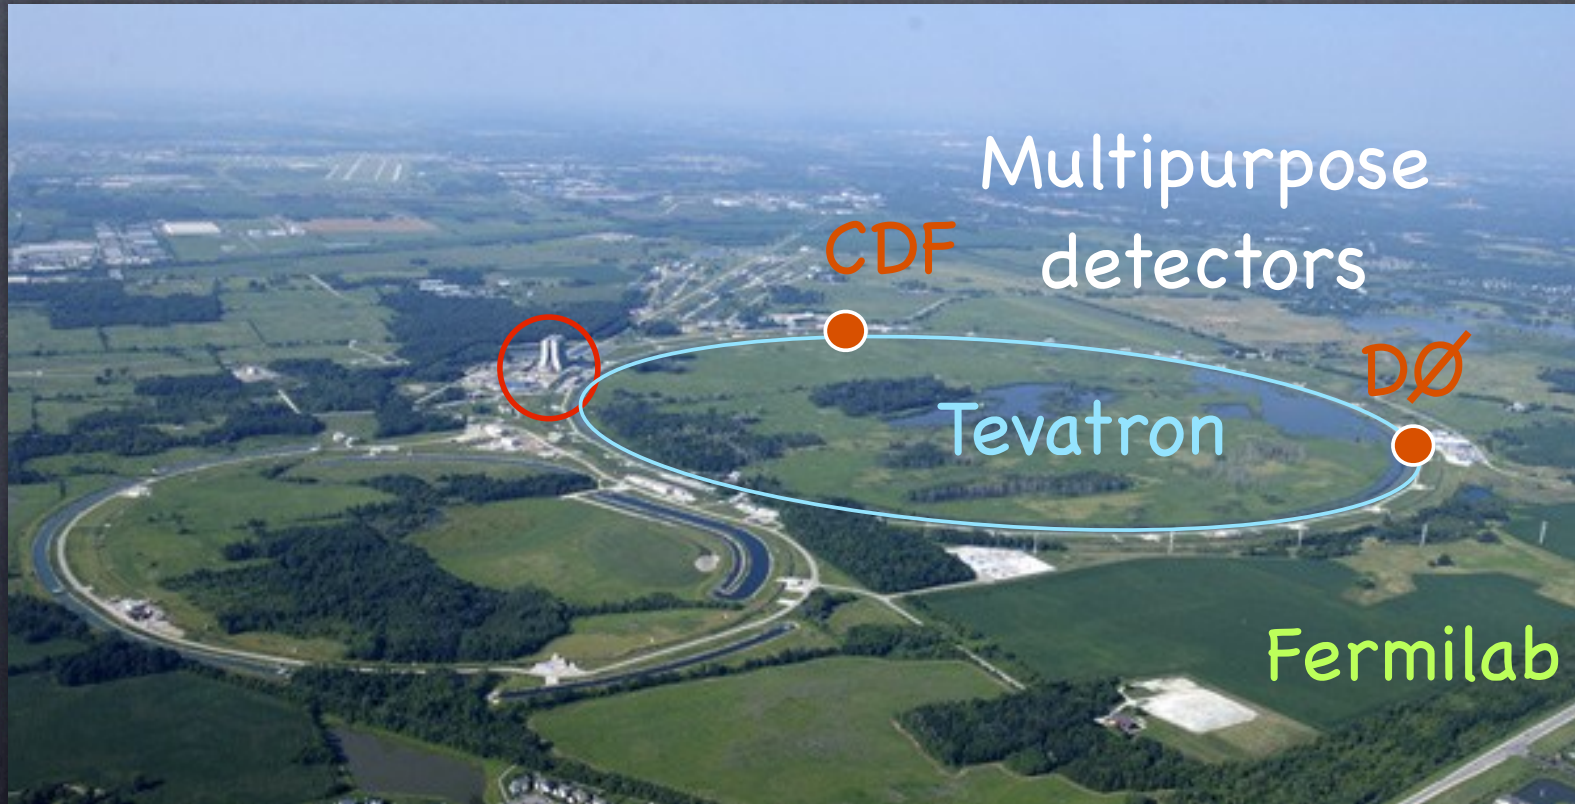 Multipurpose
detectors
CDF
DØ
Tevatron
Fermilab